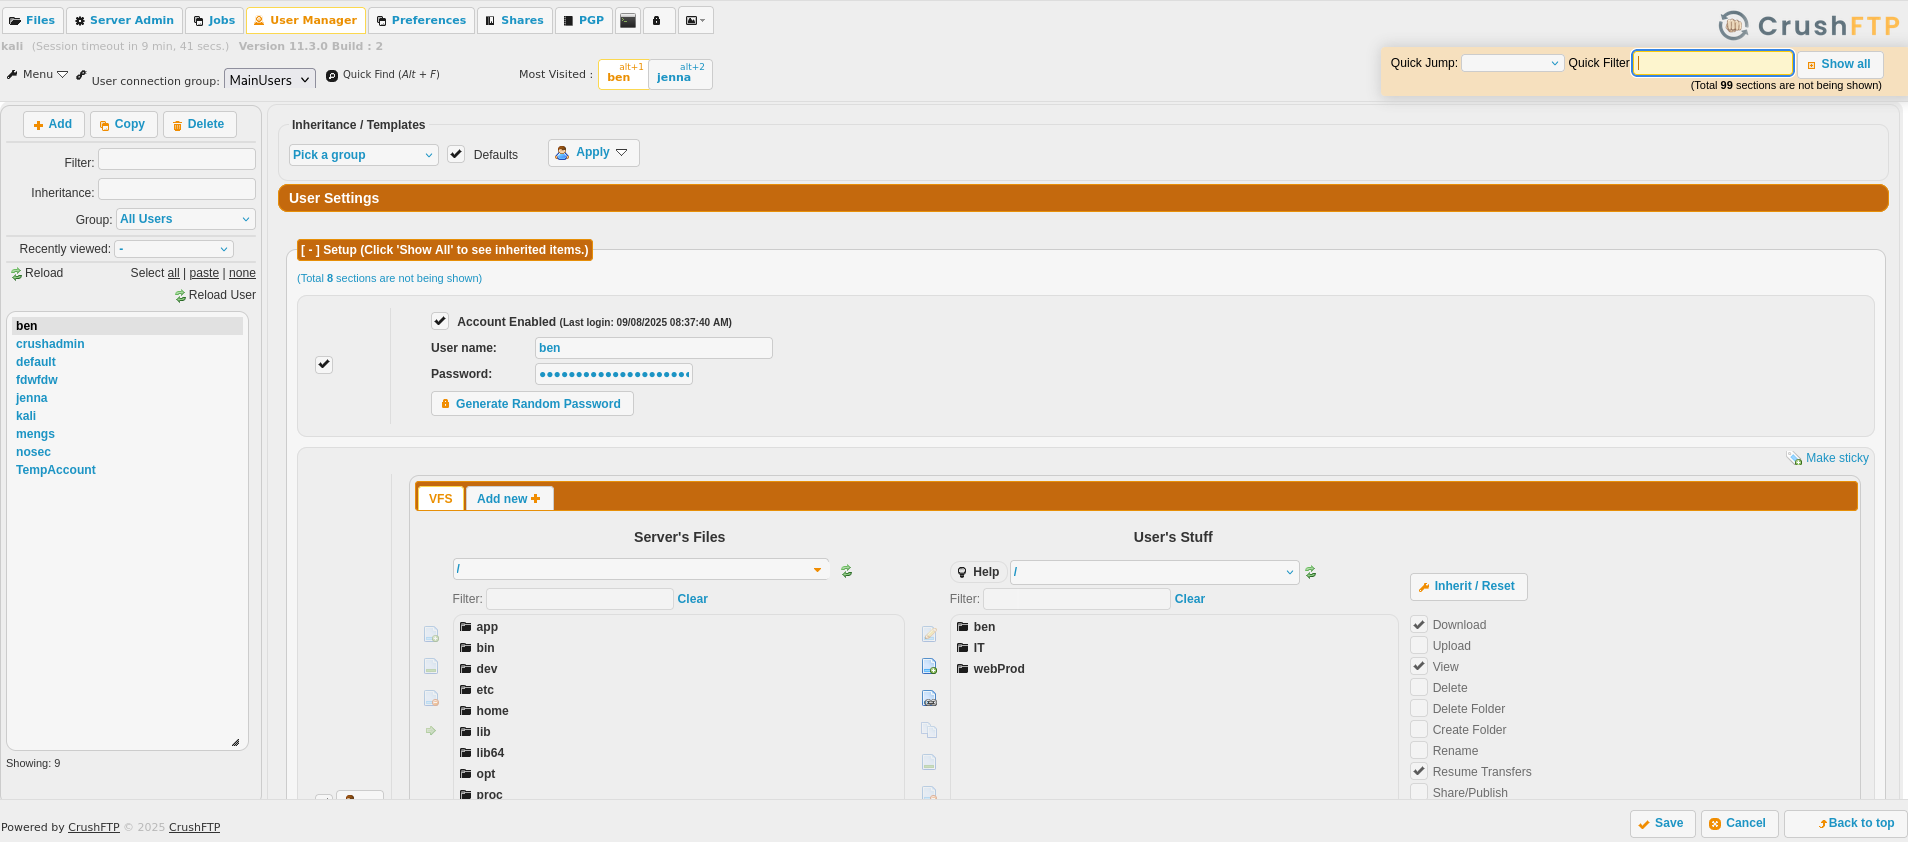 Files Server Admin Jobs User Manager Preferences Shares PGP
CrushFTP
kali (Session timeout in 9 min, 41 secs.) Version 11.3.0 Build : 2
Menu User connection group: MainUsers Quick Find (Alt + F) Most Visited : alt+1 ben alt+2 jenna
Quick Jump: Quick Filter Show all
(Total 99 sections are not being shown)
Add Copy Delete
Filter:
Inheritance:
Group: All Users
Recently viewed: -
Reload Select all | paste | none
Reload User
ben
crushadmin
default
fdwfdw
jenna
kali
mengs
nosec
TempAccount
Showing: 9
Inheritance / Templates
Pick a group Defaults Apply
User Settings
[ - ] Setup (Click 'Show All' to see inherited items.)
(Total 8 sections are not being shown)
Account Enabled (Last login: 09/08/2025 08:37:40 AM)
User name: ben
Password:
Generate Random Password
Make sticky
VFS Add new
Server's Files
/
Filter: Clear
app
bin
dev
etc
home
lib
lib64
opt
proc
User's Stuff
Help /
Filter: Clear
ben
IT
webProd
Inherit / Reset
Download
Upload
View
Delete
Delete Folder
Create Folder
Rename
Resume Transfers
Share/Publish
Powered by CrushFTP © 2025 CrushFTP
Save Cancel Back to top